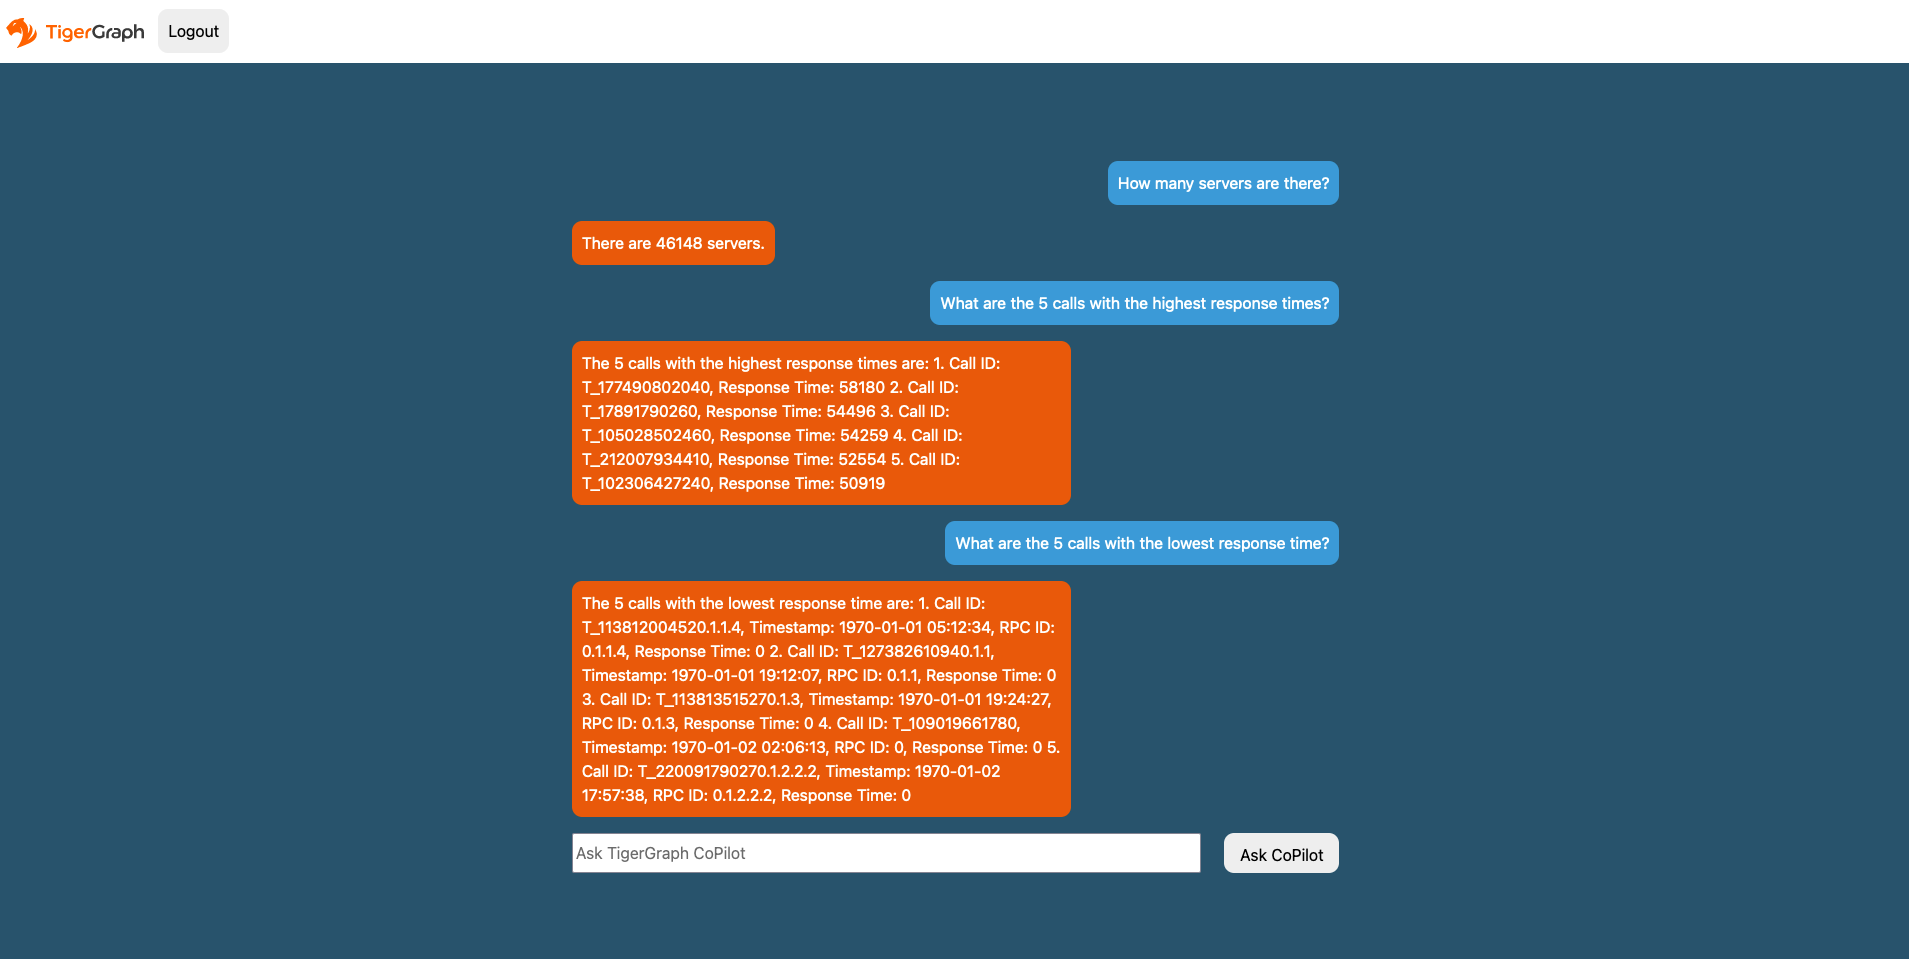 TigerGraph
Logout
How many servers are there?
There are 46148 servers.
What are the 5 calls with the highest response times?
The 5 calls with the highest response times are: 1. Call ID:
T_177490802040, Response Time: 58180 2. Call ID:
T_17891790260, Response Time: 54496 3. Call ID:
T_105028502460, Response Time: 54259 4. Call ID:
T_212007934410, Response Time: 52554 5. Call ID:
T_102306427240, Response Time: 50919
What are the 5 calls with the lowest response time?
The 5 calls with the lowest response time are: 1. Call ID:
T_113812004520.1.1.4, Timestamp: 1970-01-01 05:12:34, RPC ID:
0.1.1.4, Response Time: 0 2. Call ID: T_127382610940.1.1,
Timestamp: 1970-01-01 19:12:07, RPC ID: 0.1.1, Response Time: 0
3. Call ID: T_113813515270.1.3, Timestamp: 1970-01-01 19:24:27,
RPC ID: 0.1.3, Response Time: 0 4. Call ID: T_109019661780,
Timestamp: 1970-01-02 02:06:13, RPC ID: 0, Response Time: 0 5.
Call ID: T_220091790270.1.2.2.2, Timestamp: 1970-01-02
17:57:38, RPC ID: 0.1.2.2.2, Response Time: 0
Ask TigerGraph CoPilot
Ask CoPilot